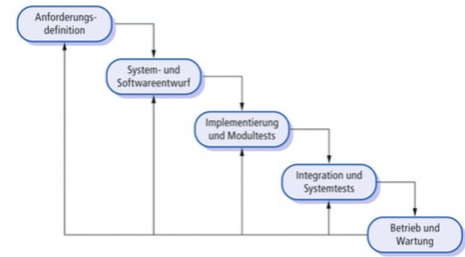 Anforderungs-
definition
System- und
Softwareentwurf
Implementierung
und Modultests
Integration und
Systemtests
Betrieb und
Wartung